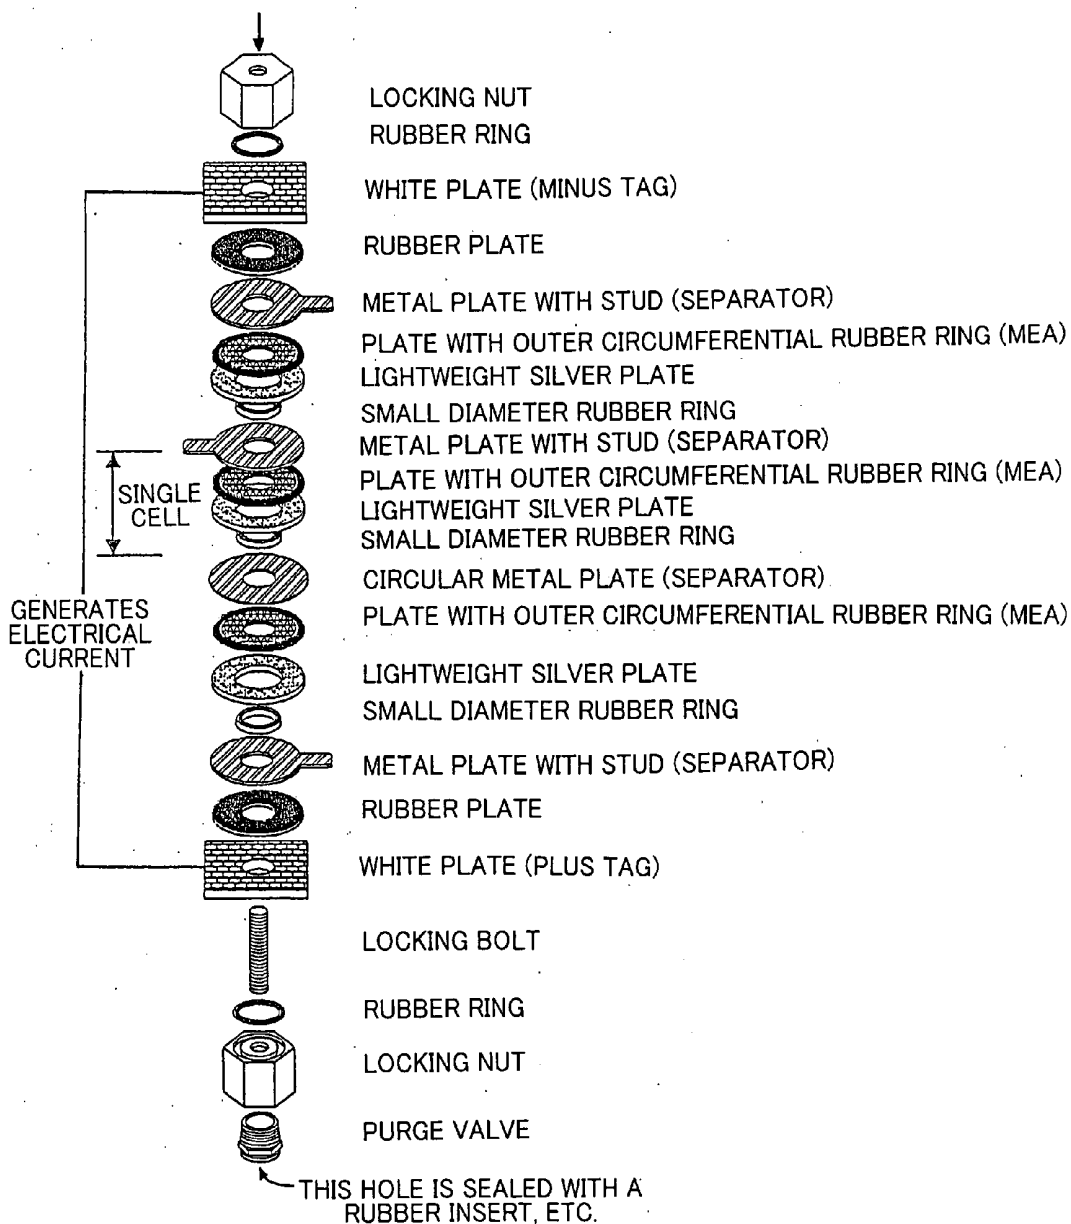 LOCKING NUT
RUBBER RING
WHITE PLATE (MINUS TAG)
RUBBER PLATE
METAL PLATE WITH STUD (SEPARATOR)
PLATE WITH OUTER CIRCUMFERENTIAL RUBBER RING (MEA)
LIGHTWEIGHT SILVER PLATE
SMALL DIAMETER RUBBER RING
METAL PLATE WITH STUD (SEPARATOR)
PLATE WITH OUTER CIRCUMFERENTIAL RUBBER RING (MEA)
SINGLE
CELL
LIGHTWEIGHT SILVER PLATE
SMALL DIAMETER RUBBER RING
CIRCULAR METAL PLATE (SEPARATOR)
GENERATES
ELECTRICAL
CURRENT
PLATE WITH OUTER CIRCUMFERENTIAL RUBBER RING (MEA)
LIGHTWEIGHT SILVER PLATE
SMALL DIAMETER RUBBER RING
METAL PLATE WITH STUD (SEPARATOR)
RUBBER PLATE
WHITE PLATE (PLUS TAG)
LOCKING BOLT
RUBBER RING
LOCKING NUT
PURGE VALVE
THIS HOLE IS SEALED WITH A
RUBBER INSERT, ETC.